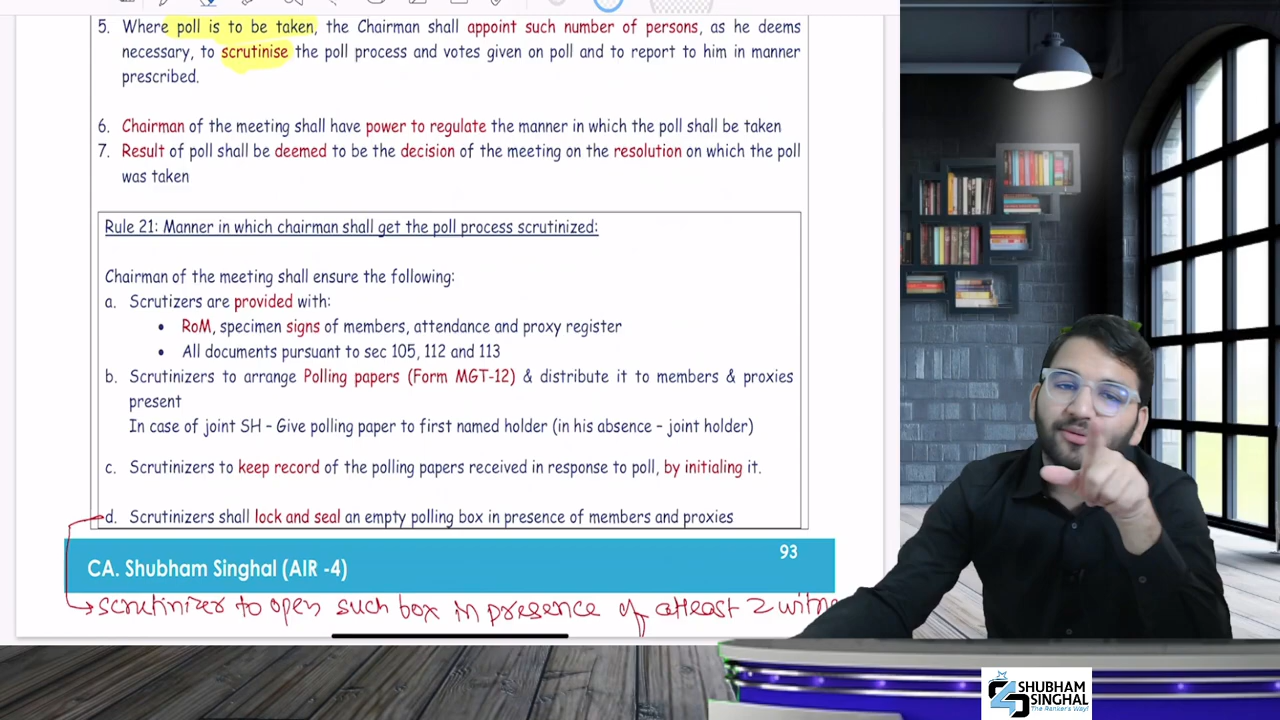 5. Where poll is to be taken, the Chairman shall appoint such number of persons, as he deems
necessary, to scrutinise the poll process and votes given on poll and to report to him in manner
prescribed.
6. Chairman of the meeting shall have power to regulate the manner in which the poll shall be taken
7. Result of poll shall be deemed to be the decision of the meeting on the resolution on which the poll
was taken
Rule 21: Manner in which chairman shall get the poll process scrutinized:
Chairman of the meeting shall ensure the following:
a. Scrutizers are provided with:
• RoM, specimen signs of members, attendance and proxy register
• All documents pursuant to sec 105, 112 and 113
b. Scrutinizers to arrange Polling papers (Form MGT-12) & distribute it to members & proxies
present
In case of joint SH – Give polling paper to first named holder (in his absence – joint holder)
c. Scrutinizers to keep record of the polling papers received in response to poll, by initialing it.
d. Scrutinizers shall lock and seal an empty polling box in presence of members and proxies
93
CA. Shubham Singhal (AIR -4)
scrutinizer to open such box in presence of atleast 2
SHUBHAM
SINGHAL
The Ranker's Way!